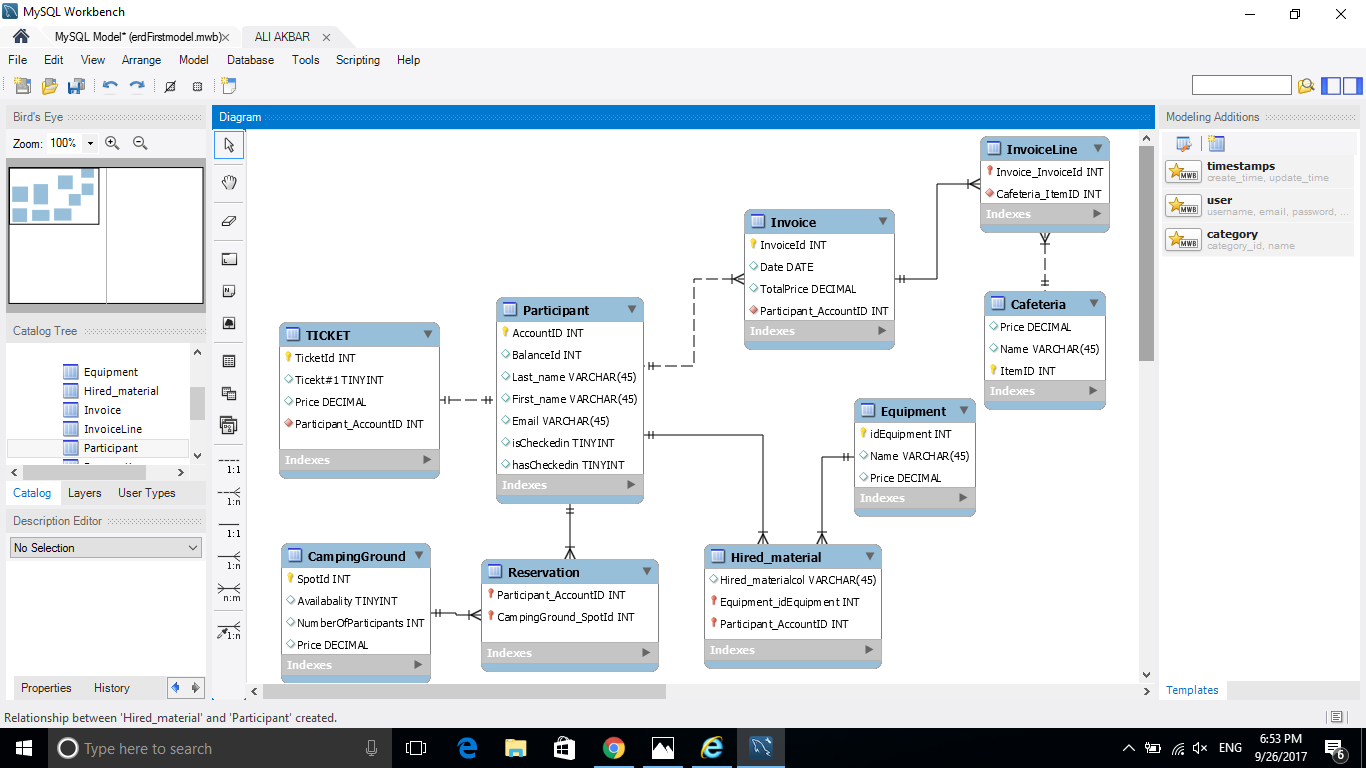 MySQL Workbench
MySQL Model* (erdFirstmodel.mwb)
ALI AKBAR
File Edit View Arrange Model Database Tools Scripting Help
Bird's Eye
Zoom: 100%
Catalog Tree
Equipment
Hired_material
Invoice
InvoiceLine
Participant
Catalog Layers User Types
Description Editor
No Selection
Properties History
Diagram
1:1
1:n
1:1
1:n
n:m
1:n
TICKET
TicketId INT
Ticekt#1 TINYINT
Price DECIMAL
Participant_AccountID INT
Indexes
Participant
AccountID INT
BalanceId INT
Last_name VARCHAR(45)
First_name VARCHAR(45)
Email VARCHAR(45)
isCheckedin TINYINT
hasCheckedin TINYINT
Indexes
Invoice
InvoiceId INT
Date DATE
TotalPrice DECIMAL
Participant_AccountID INT
Indexes
InvoiceLine
Invoice_InvoiceId INT
Cafeteria_ItemID INT
Indexes
Cafeteria
Price DECIMAL
Name VARCHAR(45)
ItemID INT
Indexes
Equipment
idEquipment INT
Name VARCHAR(45)
Price DECIMAL
Indexes
CampingGround
SpotId INT
Availabality TINYINT
NumberOfParticipants INT
Price DECIMAL
Indexes
Reservation
Participant_AccountID INT
CampingGround_SpotId INT
Indexes
Hired_material
Hired_materialcol VARCHAR(45)
Equipment_idEquipment INT
Participant_AccountID INT
Indexes
Modeling Additions
MWB
timestamps
create_time, update_time
MWB
user
username, email, password, ...
MWB
category
category_id, name
Templates
Relationship between 'Hired_material' and 'Participant' created.
Type here to search
ENG
6:53 PM
9/26/2017
6